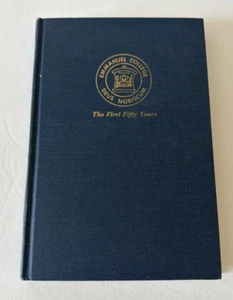 EMMANUEL COLLEGE
DEUS NOBISCUM
The First Fifty Years